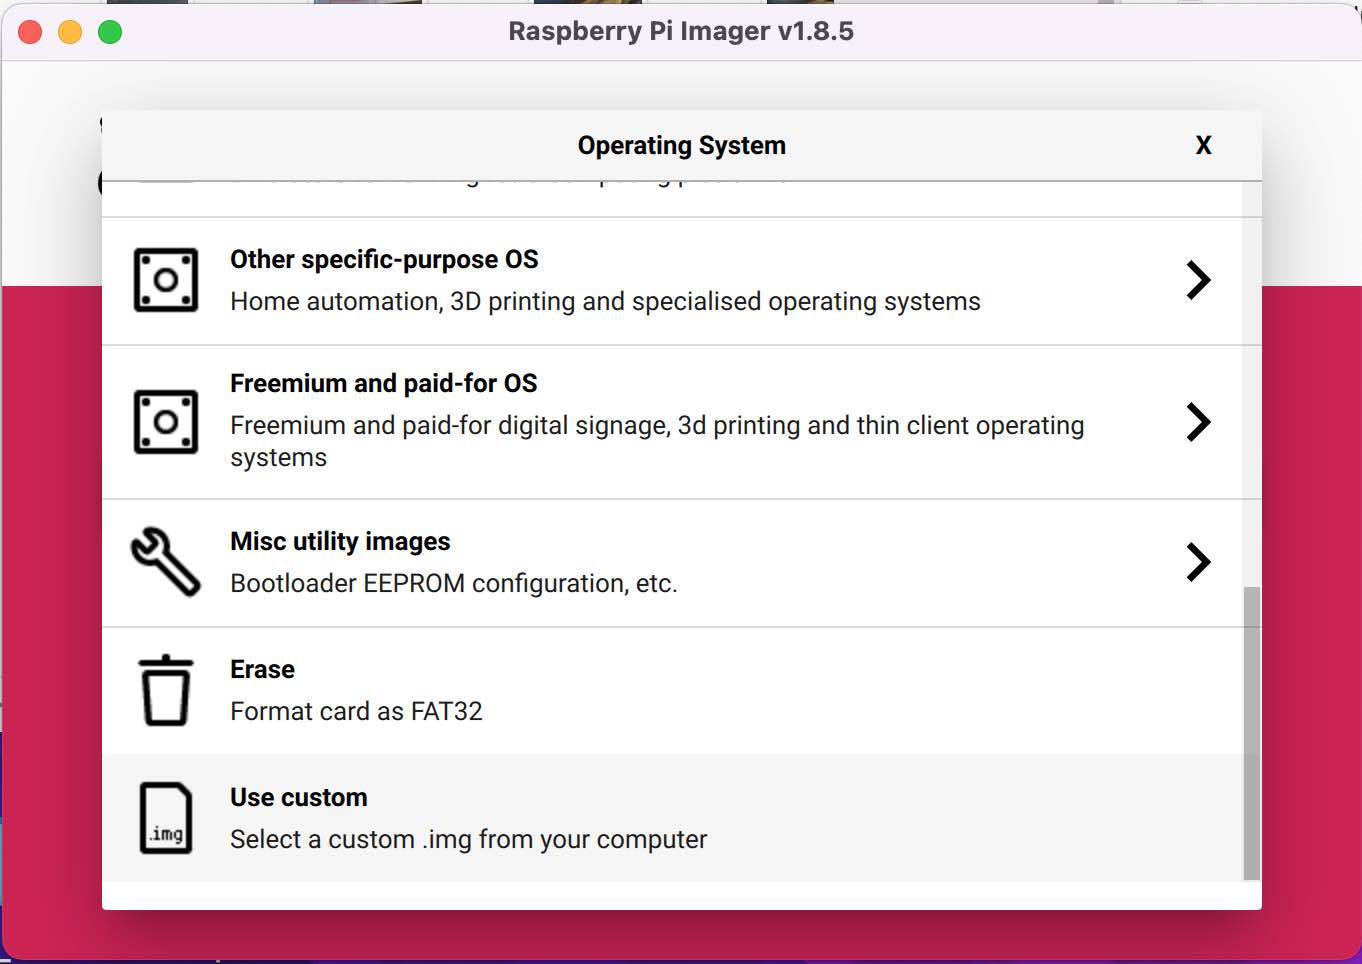 Raspberry Pi Imager v1.8.5
Operating System
X
Other specific-purpose OS
Home automation, 3D printing and specialised operating systems
Freemium and paid-for OS
Freemium and paid-for digital signage, 3d printing and thin client operating
systems
Misc utility images
Bootloader EEPROM configuration, etc.
Erase
Format card as FAT32
.img
Use custom
Select a custom .img from your computer